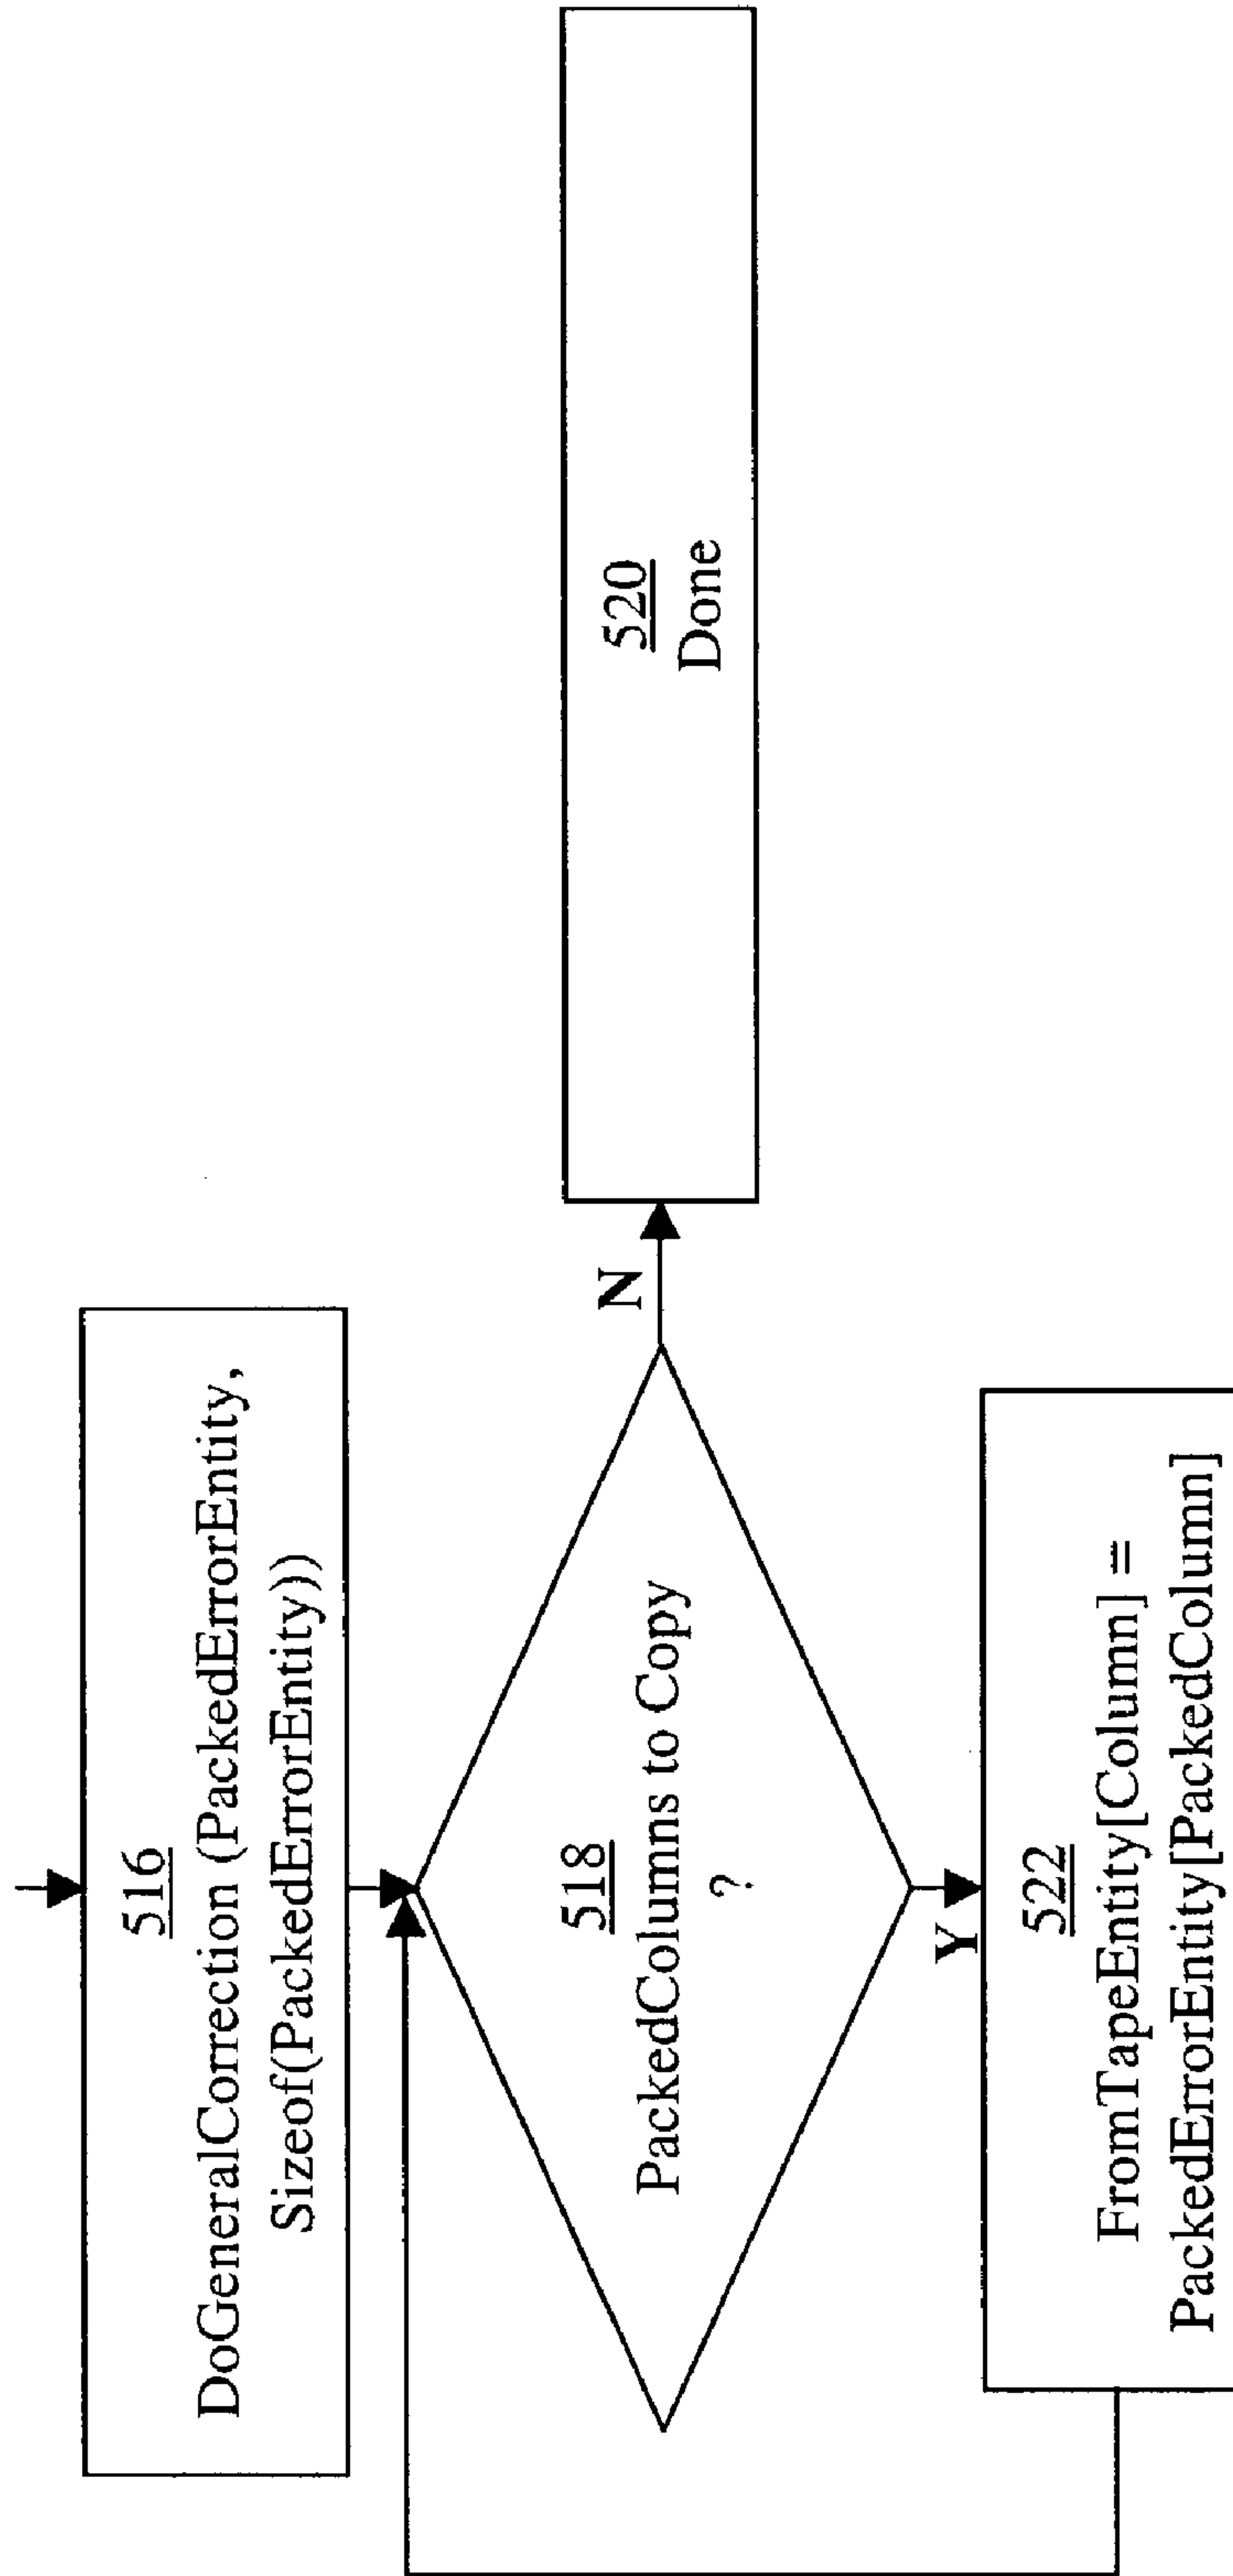 516
DoGeneralCorrection (PackedErrorEntity,
Sizeof(PackedErrorEntity))
518
PackedColumns to Copy
?
N
520
Done
Y
522
FromTapeEntity[Column] =
PackedErrorEntity[PackedColumn]